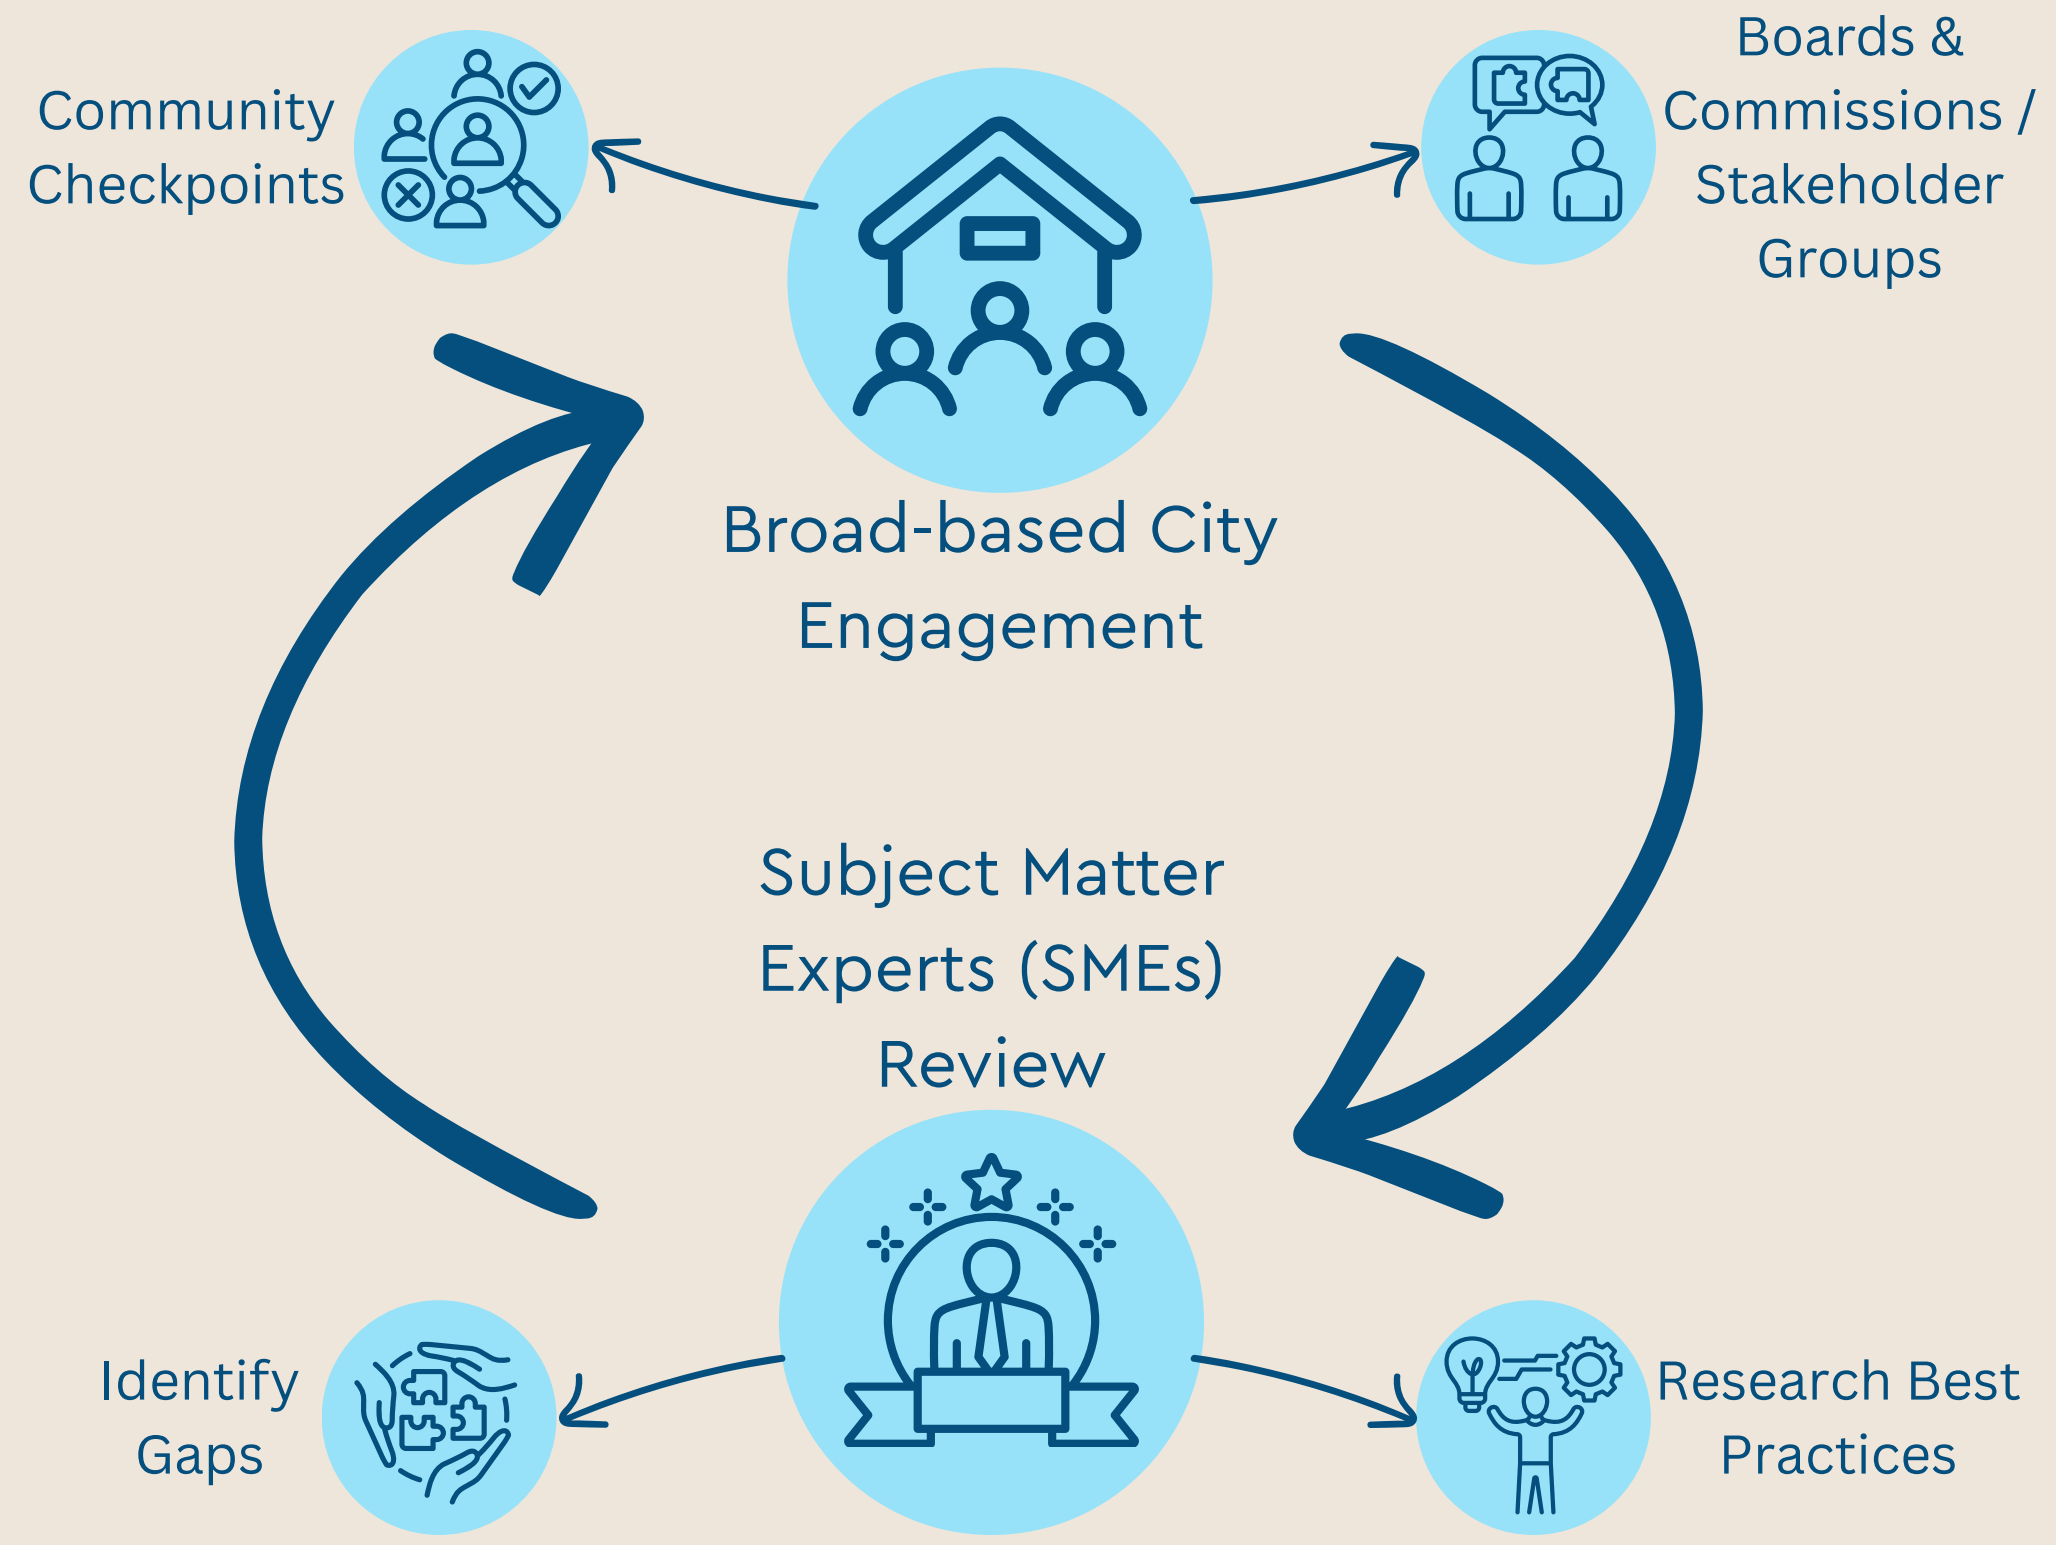 Community
Checkpoints
Boards &
Commissions /
Stakeholder
Groups
Broad-based City
Engagement
Subject Matter
Experts (SMEs)
Review
Identify
Gaps
Research Best
Practices